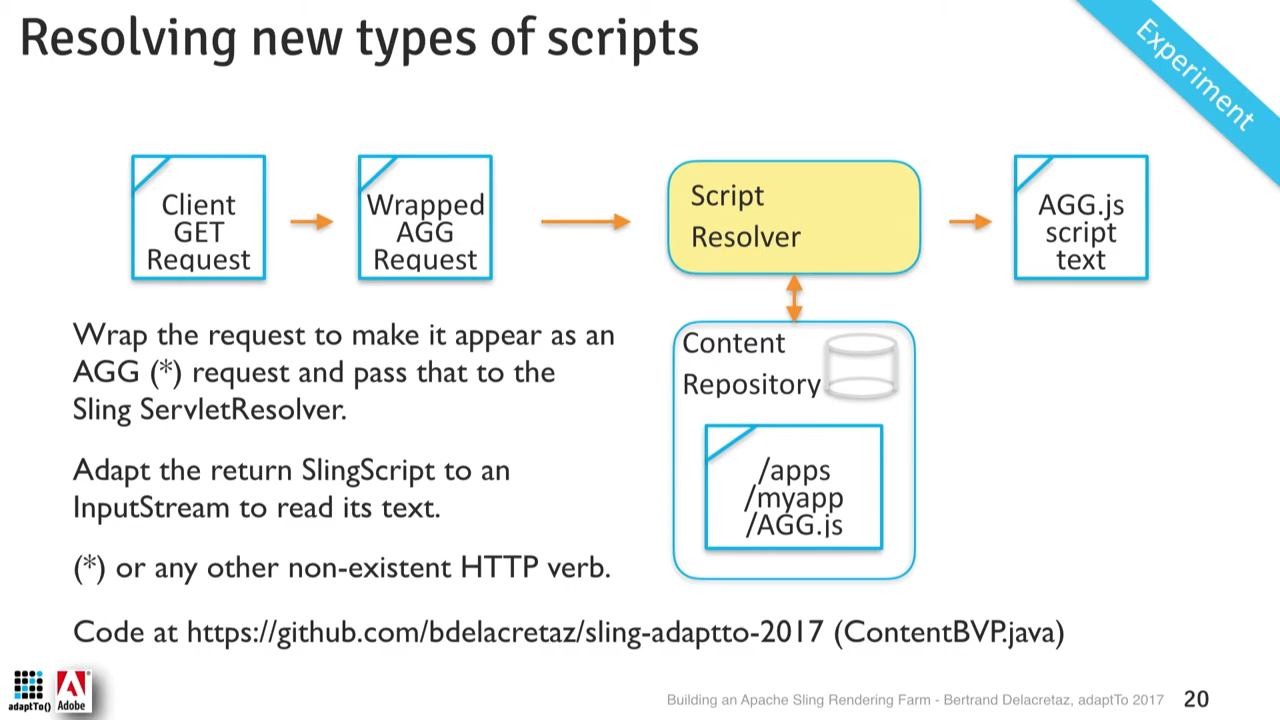 Resolving new types of scripts
Experiment
Client
GET
Request
Wrapped
AGG
Request
Script
Resolver
AGG.js
script
text
Wrap the request to make it appear as an
AGG (*) request and pass that to the
Sling ServletResolver.
Adapt the return SlingScript to an
InputStream to read its text.
(*) or any other non-existent HTTP verb.
Content
Repository
/apps
/myapp
/AGG.js
Code at https://github.com/bdelacretaz/sling-adaptto-2017 (ContentBVP.java)
adaptTo()
Adobe
Building an Apache Sling Rendering Farm - Bertrand Delacretaz, adaptTo 2017
20